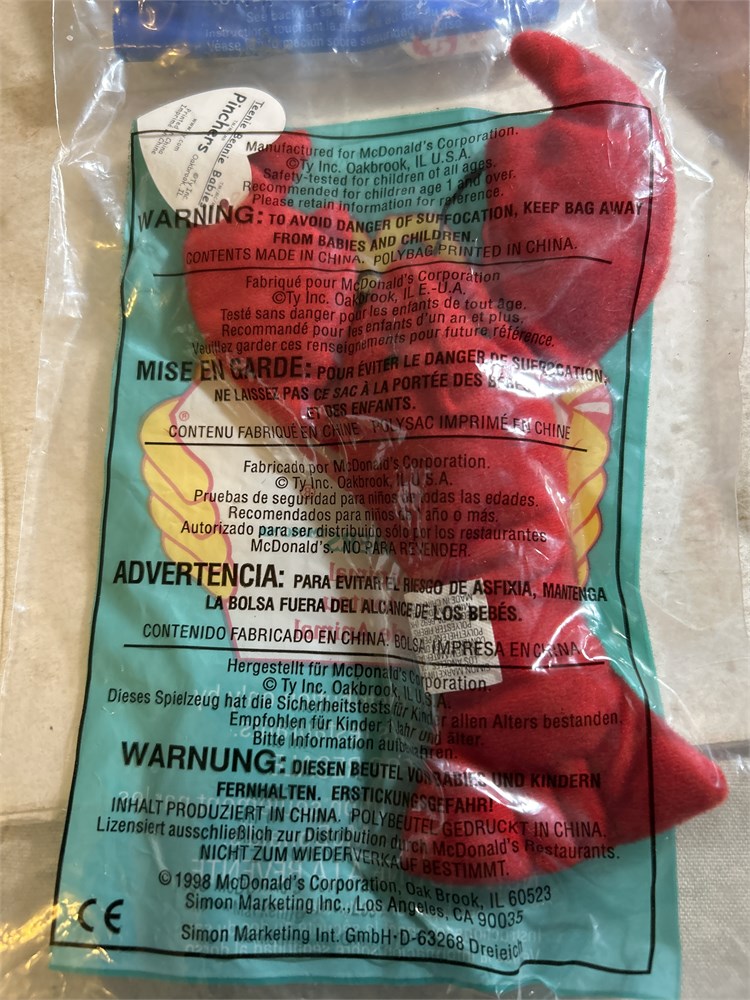 See
Teenie Beanie Babies
Pinchers
©Ty Inc.
Oakbrook, IL
Printed in China
Manufactured for McDonald's Corporation.
©Ty Inc. Oakbrook, IL U.S.A.
Safety-tested for children of all ages.
Recommended for children age 1 and over.
Please retain information for reference.
WARNING: TO AVOID DANGER OF SUFFOCATION, KEEP BAG AWAY
FROM BABIES AND CHILDREN.
CONTENTS MADE IN CHINA. POLYBAG PRINTED IN CHINA.
Fabriqué pour McDonald's Corporation
©Ty Inc. Oakbrook, IL E.-U.A.
Testé sans danger pour les enfants de tout âge.
Recommandé pour les enfants d'un an et plus.
Veuillez garder ces renseignements pour future référence.
MISE EN GARDE: POUR ÉVITER LE DANGER DE SUFFOCATION,
NE LAISSEZ PAS CE SAC À LA PORTÉE DES
ET DES ENFANTS.
CONTENU FABRIQUÉ EN CHINE POLYSAC IMPRIMÉ EN CHINE
Fabricado por McDonald's Corporation.
© Ty Inc. Oakbrook, IL U.S.A.
Pruebas de seguridad para niños de todas las edades.
Recomendados para niños de 1 año o más.
Autorizado para ser distribuido sólo por los restaurantes
McDonald's. NO PARA REVENDER.
ADVERTENCIA: PARA EVITAR EL RIESGO DE ASFIXIA, MANTENGA
LA BOLSA FUERA DEL ALCANCE DE LOS BEBÉS.
CONTENIDO FABRICADO EN CHINA. BOLSA IMPRESA EN CHINA
Hergestellt für McDonald's Corporation.
© Ty Inc. Oakbrook, IL U.S.A.
Dieses Spielzeug hat die Sicherheitstests für Kinder allen Alters bestanden.
Empfohlen für Kinder 1 Jahr und älter.
Bitte Information aufbewahren.
WARNUNG: DIESEN BEUTEL VON BABIES UND KINDERN
FERNHALTEN. ERSTICKUNGSGEFAHR!
INHALT PRODUZIERT IN CHINA. POLYBEUTEL GEDRUCKT IN CHINA.
Lizensiert ausschließlich zur Distribution durch McDonald's Restaurants.
NICHT ZUM WIEDERVERKAUF BESTIMMT.
©1998 McDonald's Corporation, Oak Brook, IL 60523
Simon Marketing Inc., Los Angeles, CA 90035
CE
Simon Marketing Int. GmbH·D-63268 Dreieich